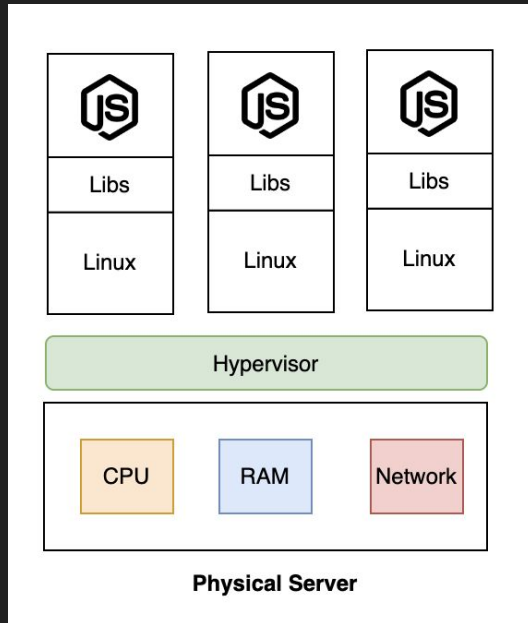 JS
JS
JS
Libs
Libs
Libs
Linux
Linux
Linux
Hypervisor
CPU
RAM
Network
Physical Server